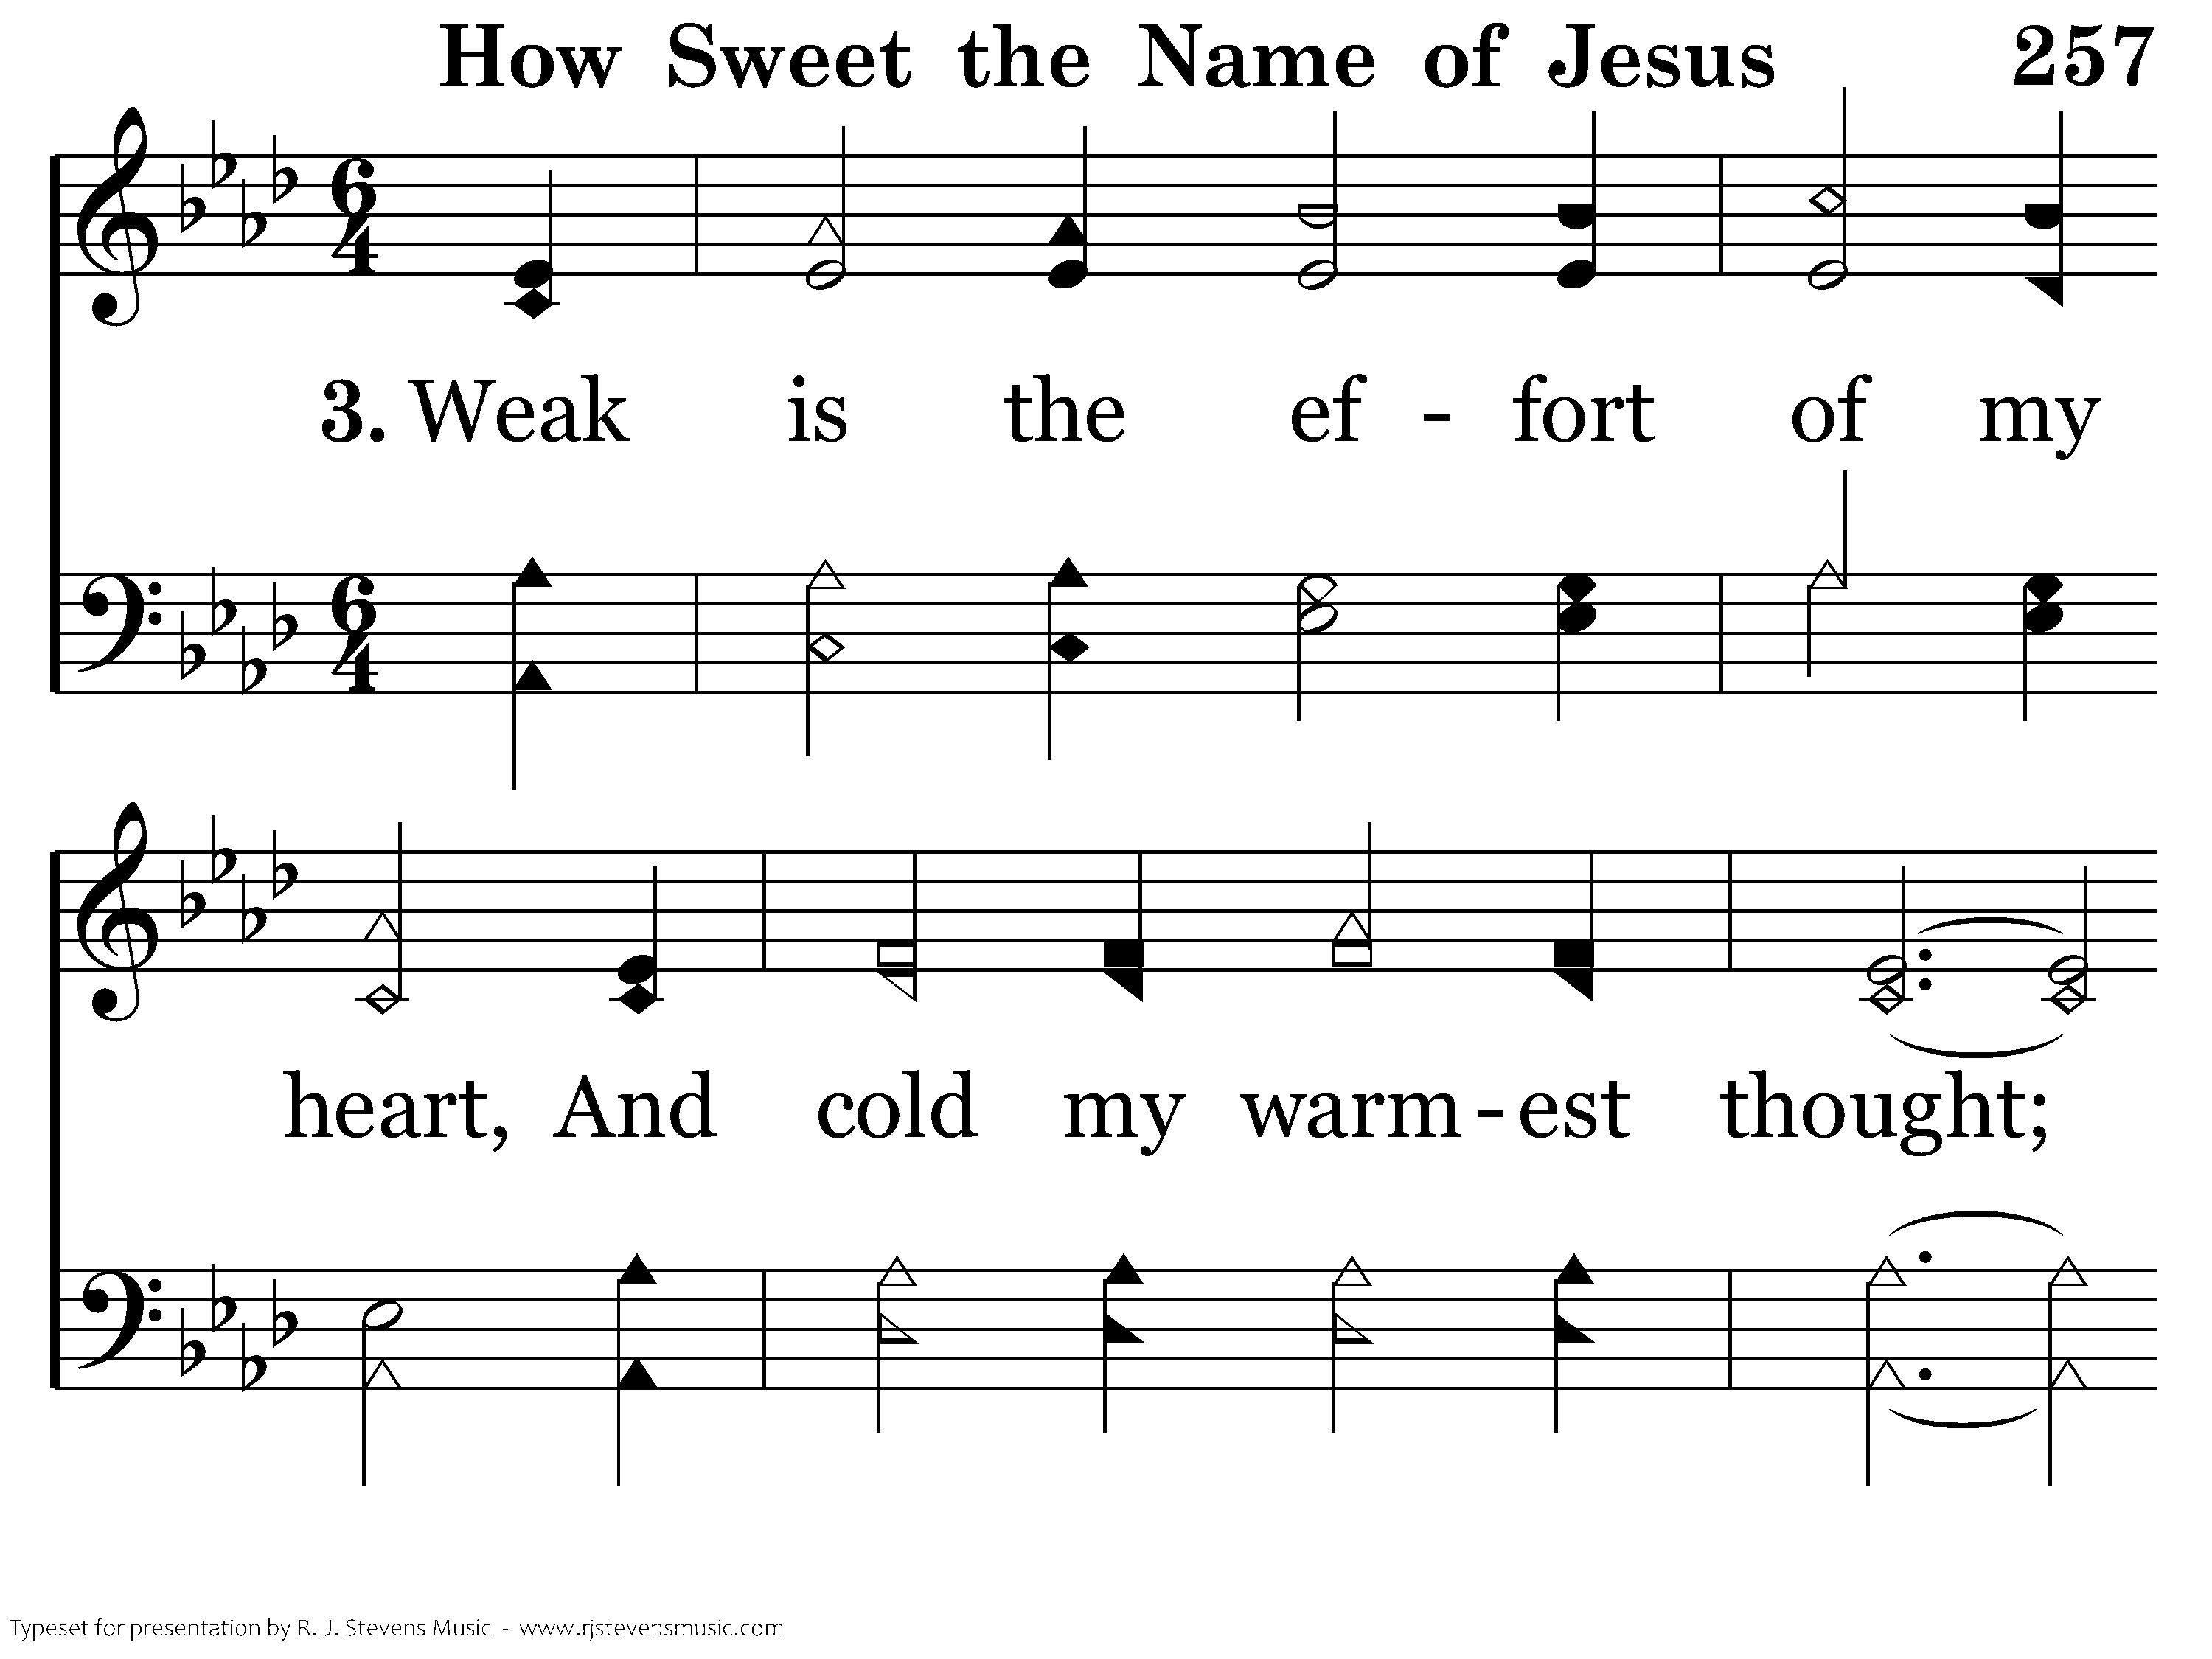 How Sweet the Name of Jesus 257
6
4
3. Weak is the ef - fort of my
6
4
heart, And cold my warm - est thought;
Typeset for presentation by R. J. Stevens Music - www.rjstevensmusic.com